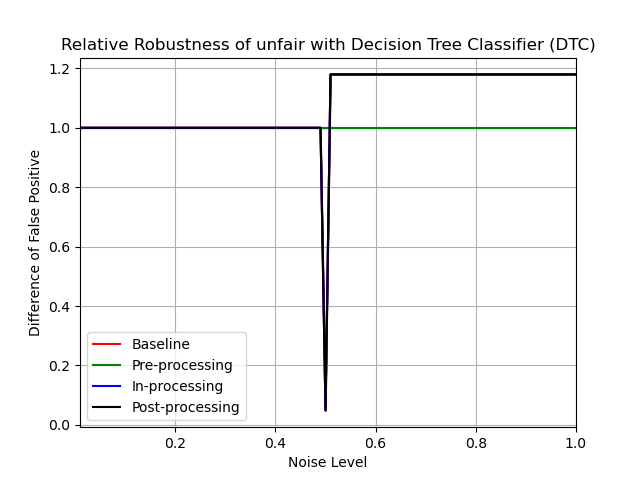 Relative Robustness of unfair with Decision Tree Classifier (DTC)
1.2
1.0
0.8
0.6
0.4
0.2
0.0
Difference of False Positive
Baseline
Pre-processing
In-processing
Post-processing
0.2 0.4 0.6 0.8 1.0
Noise Level